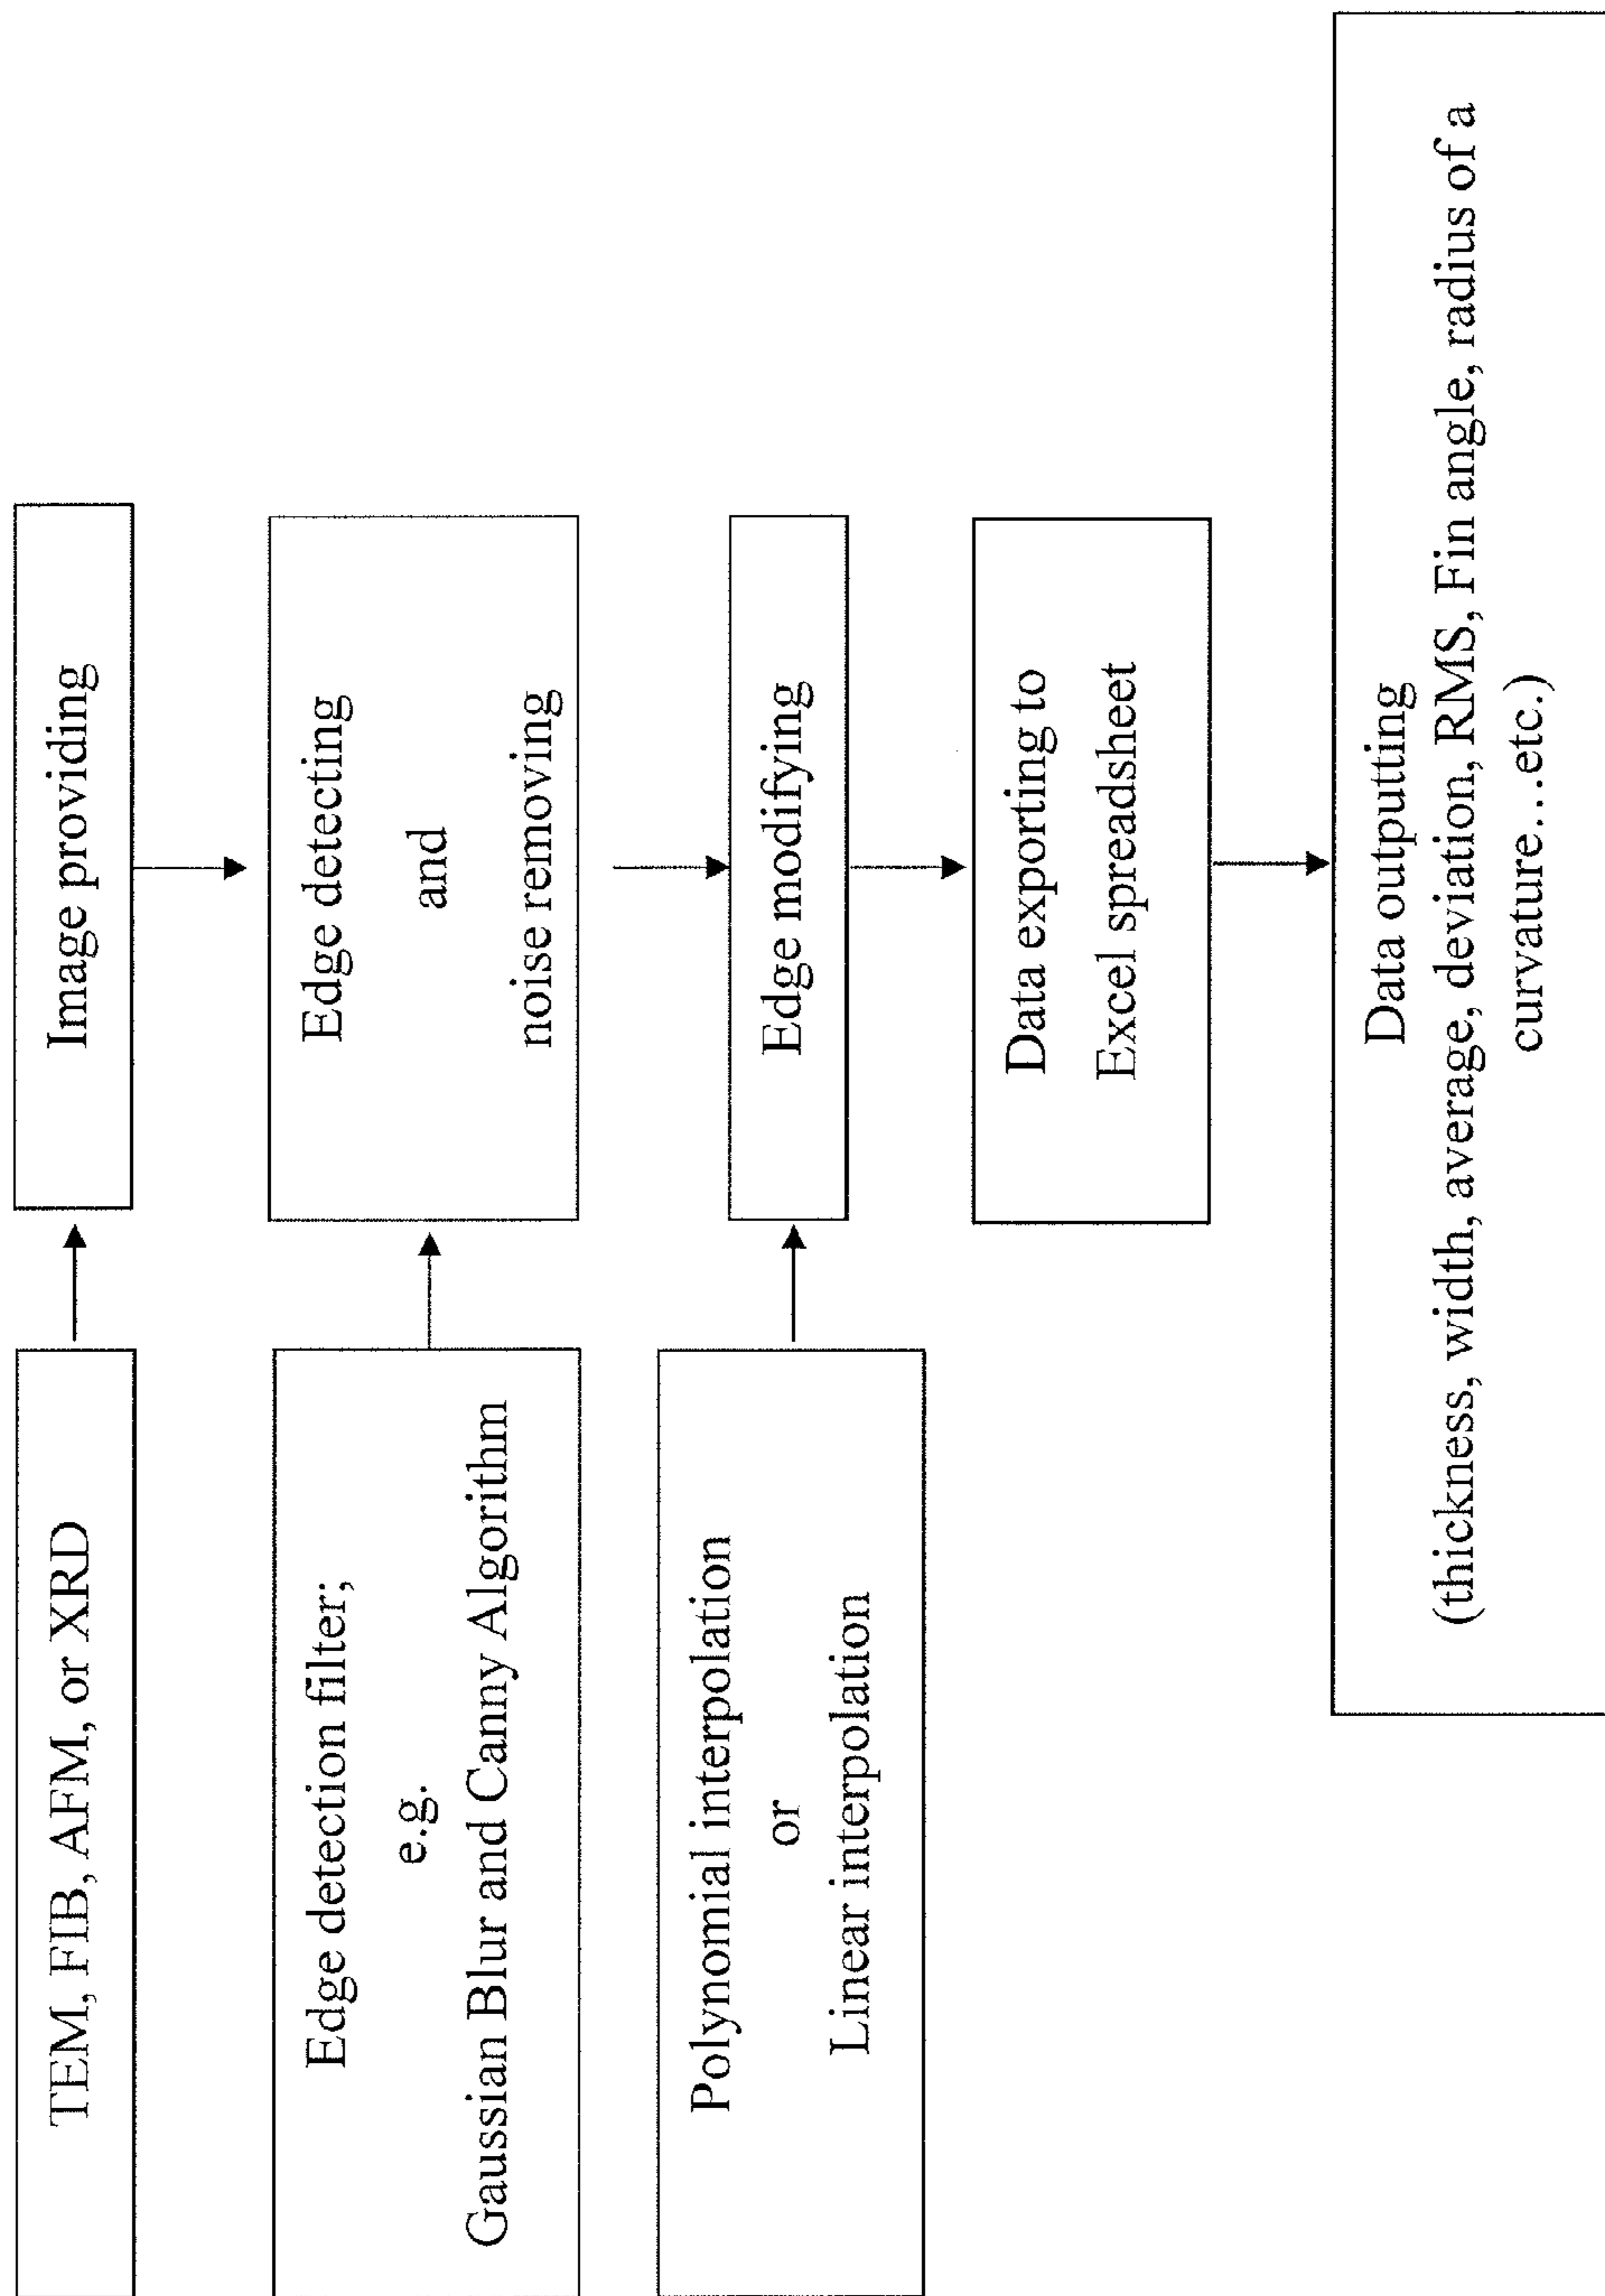 TEM, FIB, AFM, or XRD
Image providing
Edge detection filter;
e.g.
Gaussian Blur and Canny Algorithm
Edge detecting
and
noise removing
Polynomial interpolation
or
Linear interpolation
Edge modifying
Data exporting to
Excel spreadsheet
Data outputting
(thickness, width, average, deviation, RMS, Fin angle, radius of a
curvature...etc.)